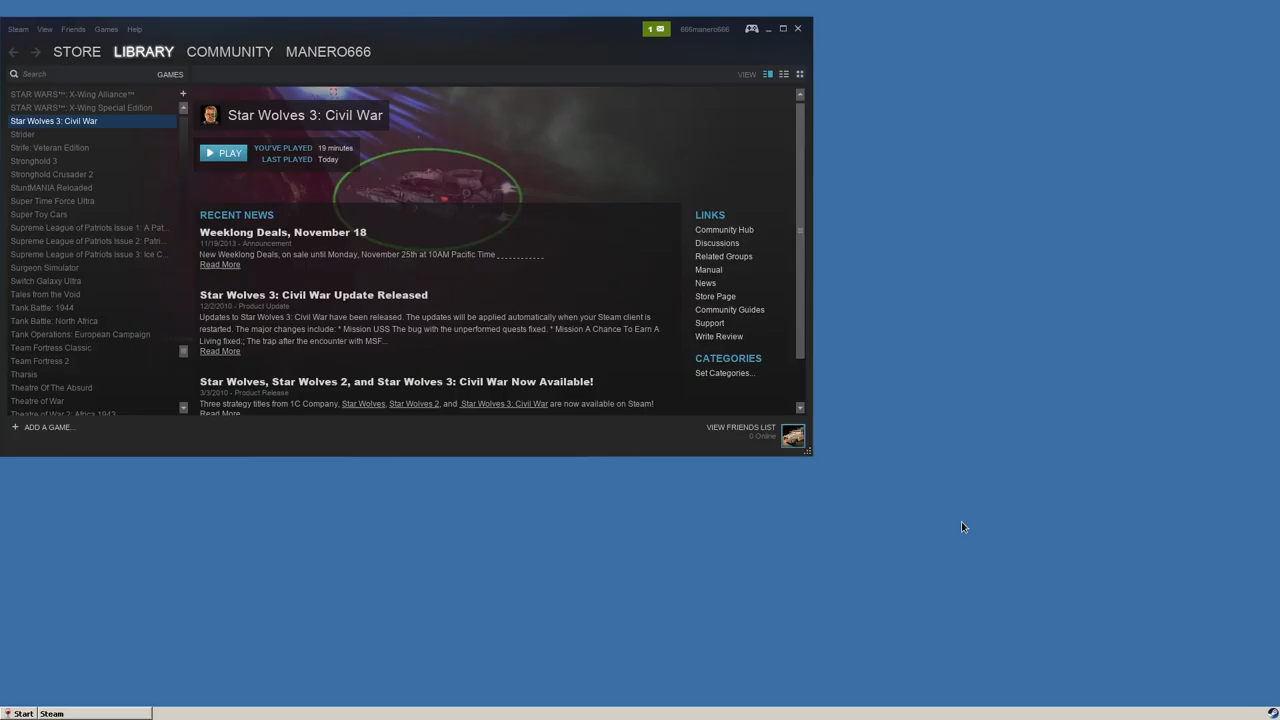 Steam View Friends Games Help
1
666manero666
STORE LIBRARY COMMUNITY MANERO666
Search
GAMES
VIEW
STAR WARS™: X-Wing Alliance™
STAR WARS™: X-Wing Special Edition
Star Wolves 3: Civil War
Strider
Strife: Veteran Edition
Stronghold 3
Stronghold Crusader 2
StuntMANIA Reloaded
Super Time Force Ultra
Super Toy Cars
Supreme League of Patriots Issue 1: A Pat...
Supreme League of Patriots Issue 2: Patri...
Supreme League of Patriots Issue 3: Ice C...
Surgeon Simulator
Switch Galaxy Ultra
Tales from the Void
Tank Battle: 1944
Tank Battle: North Africa
Tank Operations: European Campaign
Team Fortress Classic
Team Fortress 2
Tharsis
Theatre Of The Absurd
Theatre of War
Theatre of War 2: Africa 1943
+ ADD A GAME...
Star Wolves 3: Civil War
PLAY
YOU'VE PLAYED 19 minutes
LAST PLAYED Today
RECENT NEWS
Weeklong Deals, November 18
11/19/2013 - Announcement
New Weeklong Deals, on sale until Monday, November 25th at 10AM Pacific Time _ _ _ _ _ _ _ _ _ _ _ _
Read More
Star Wolves 3: Civil War Update Released
12/2/2010 - Product Update
Updates to Star Wolves 3: Civil War have been released. The updates will be applied automatically when your Steam client is
restarted. The major changes include: * Mission USS The bug with the unperformed quests fixed. * Mission A Chance To Earn A
Living fixed:; The trap after the encounter with MSF...
Read More
Star Wolves, Star Wolves 2, and Star Wolves 3: Civil War Now Available!
3/3/2010 - Product Release
Three strategy titles from 1C Company, Star Wolves, Star Wolves 2, and Star Wolves 3: Civil War are now available on Steam!
Read More
LINKS
Community Hub
Discussions
Related Groups
Manual
News
Store Page
Community Guides
Support
Write Review
CATEGORIES
Set Categories...
VIEW FRIENDS LIST
0 Online
Start Steam